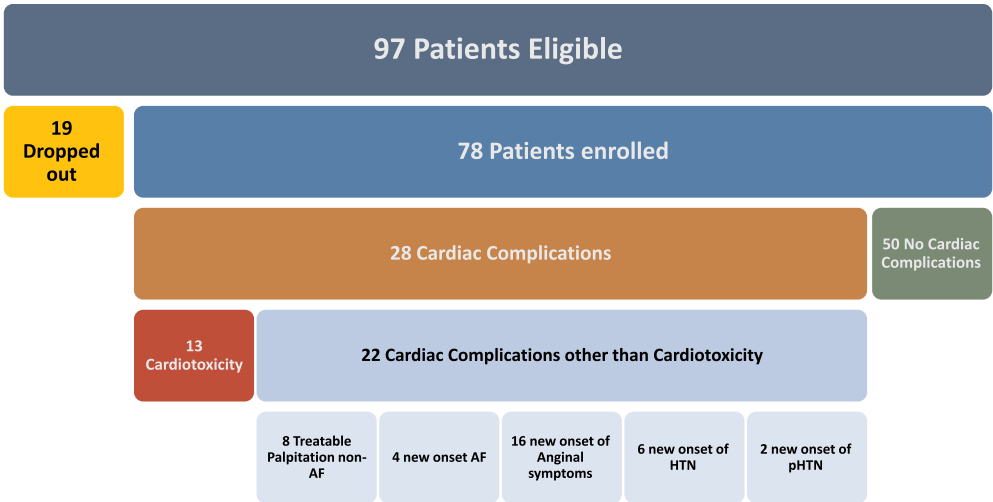 97 Patients Eligible
19
Dropped
out
78 Patients enrolled
28 Cardiac Complications
50 No Cardiac
Complications
13
Cardiotoxicity
22 Cardiac Complications other than Cardiotoxicity
8 Treatable
Palpitation non-
AF
4 new onset AF
16 new onset of
Anginal
symptoms
6 new onset of
HTN
2 new onset of
pHTN